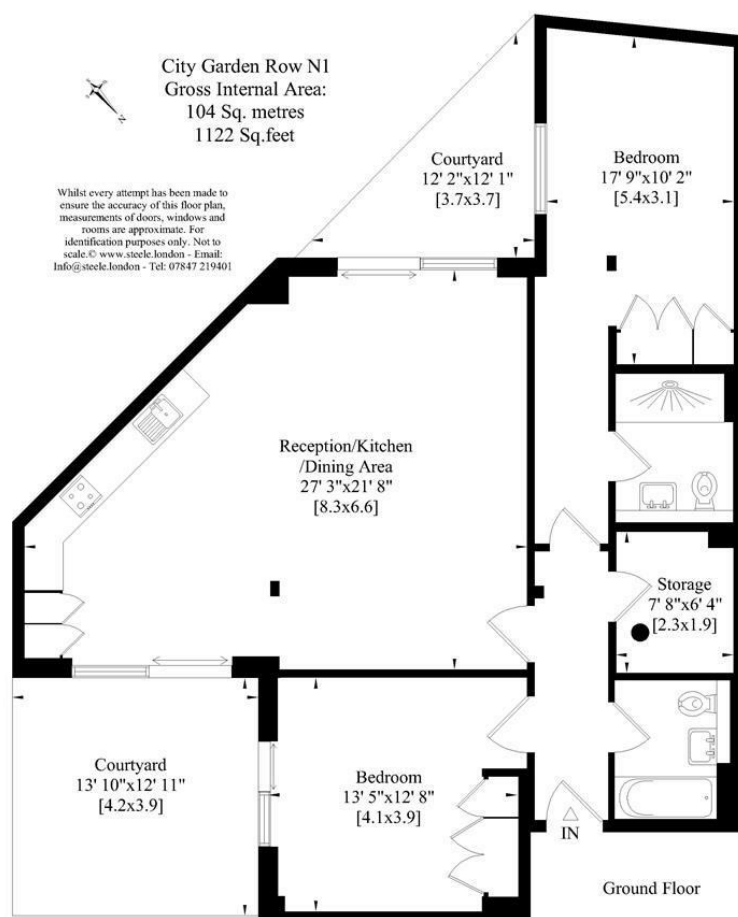 City Garden Row N1
Gross Internal Area:
104 Sq. metres
1122 Sq.feet
N
Whilst every attempt has been made to
ensure the accuracy of this floor plan,
measurements of doors, windows and
rooms are approximate. For
identification purposes only. Not to
scale.© www.steele.london - Email:
Info@steele.london - Tel: 07847 219401
Courtyard
12' 2"x12' 1"
[3.7x3.7]
Bedroom
17' 9"x10' 2"
[5.4x3.1]
Reception/Kitchen
/Dining Area
27' 3"x21' 8"
[8.3x6.6]
Storage
7' 8"x6' 4"
[2.3x1.9]
Courtyard
13' 10"x12' 11"
[4.2x3.9]
Bedroom
13' 5"x12' 8"
[4.1x3.9]
IN
Ground Floor